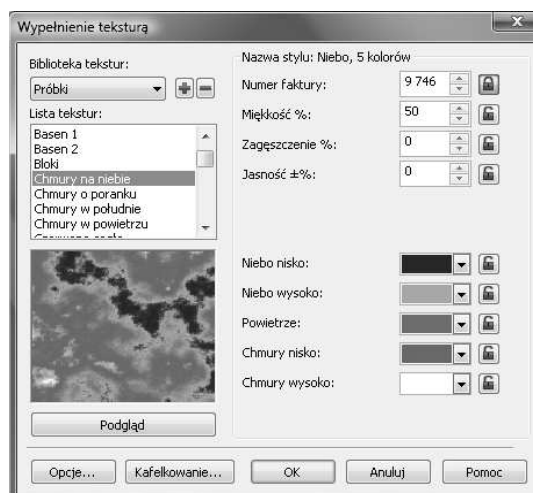 Wypełnienie teksturą
Biblioteka tekstur:
Próbki
Lista tekstur:
Basen 1
Basen 2
Bloki
Chmury na niebie
Chmury o poranku
Chmury w południe
Chmury w powietrzu
Podgląd
Nazwa stylu: Niebo, 5 kolorów
Numer faktury: 9 746
Miękkość %: 50
Zagęszczenie %: 0
Jasność ±%: 0
Niebo nisko:
Niebo wysoko:
Powietrze:
Chmury nisko:
Chmury wysoko:
Opcje... Kafelkowanie... OK Anuluj Pomoc